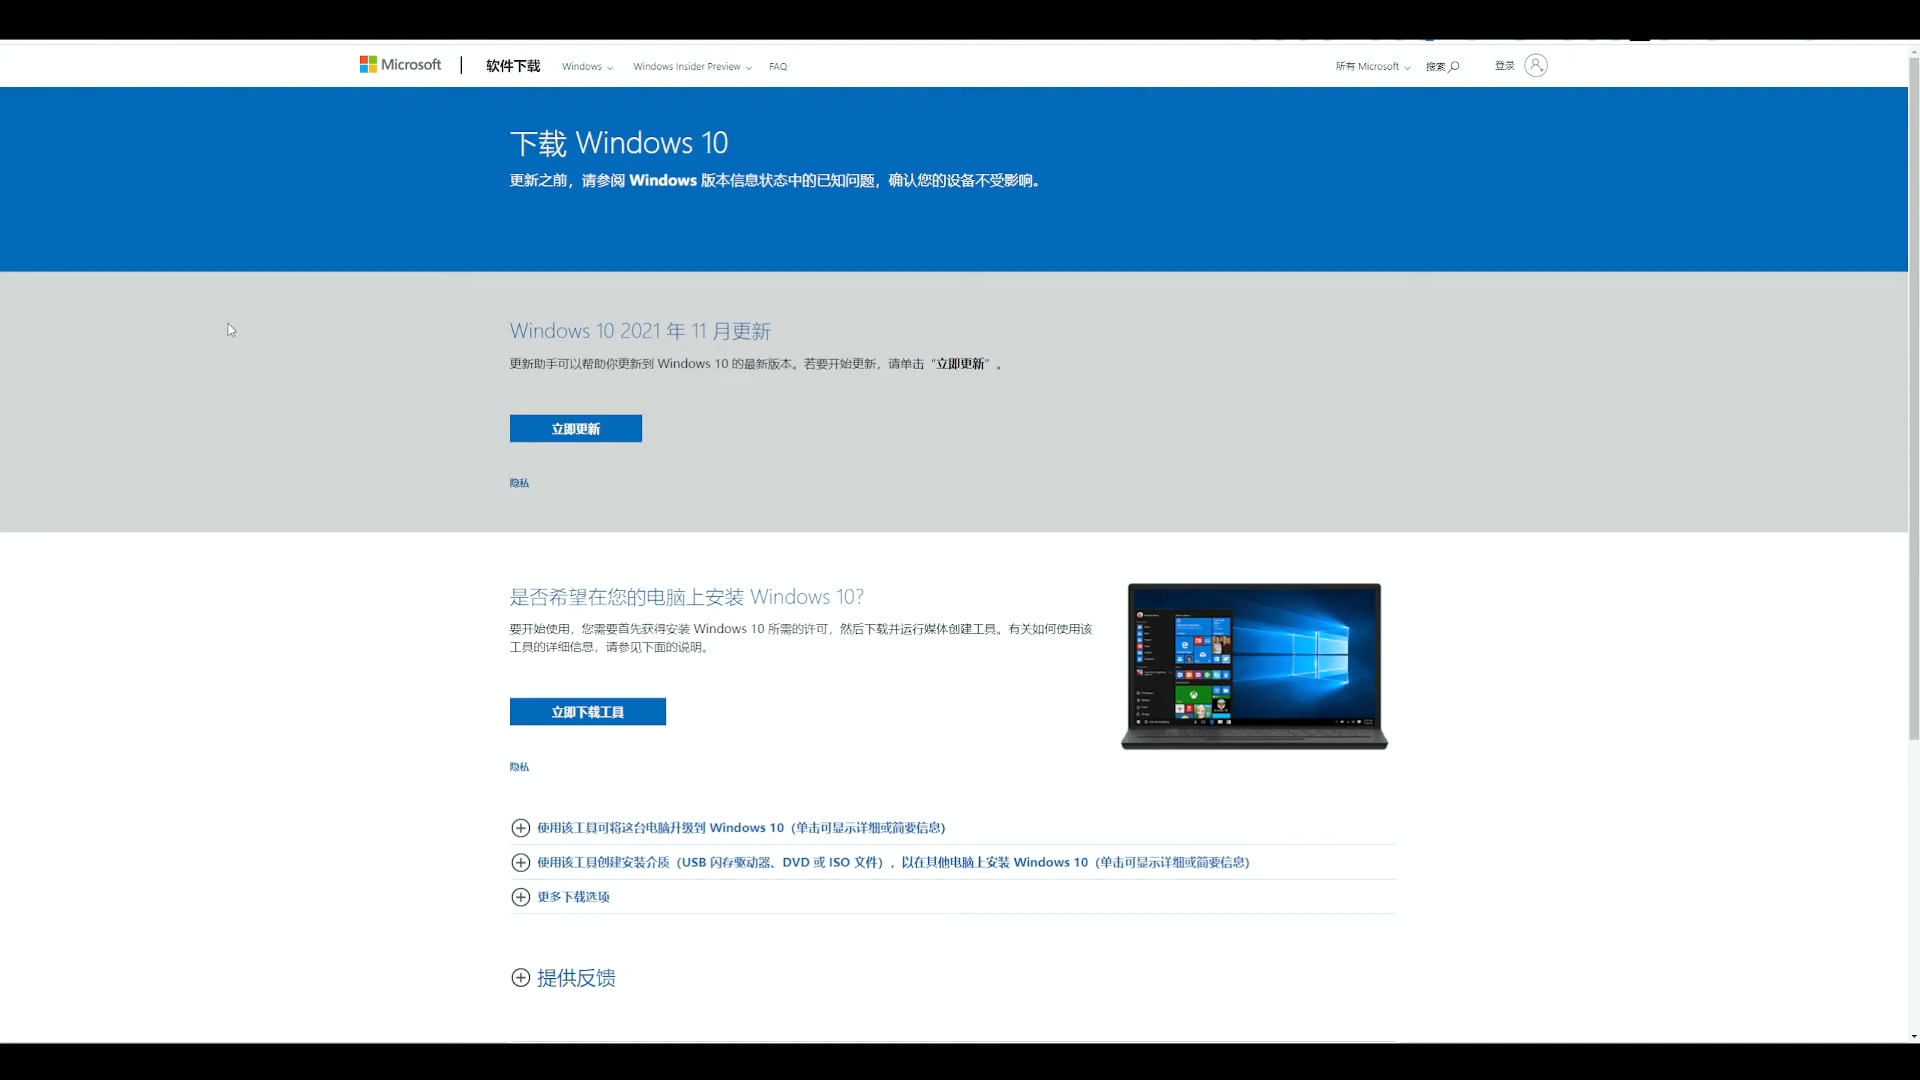 Microsoft
软件下载
Windows
Windows Insider Preview
FAQ
所有 Microsoft
搜索
登录
下载 Windows 10
更新之前，请参阅 Windows 版本信息状态中的已知问题，确认您的设备不受影响。
Windows 10 2021 年 11 月更新
更新助手可以帮助你更新到 Windows 10 的最新版本。若要开始更新，请单击“立即更新”。
立即更新
隐私
是否希望在您的电脑上安装 Windows 10?
要开始使用，您需要首先获得安装 Windows 10 所需的许可，然后下载并运行媒体创建工具。有关如何使用该
工具的详细信息，请参见下面的说明。
立即下载工具
隐私
使用该工具可将这台电脑升级到 Windows 10（单击可显示详细或简要信息)
使用该工具创建安装介质（USB 闪存驱动器、DVD 或 ISO 文件），以在其他电脑上安装 Windows 10（单击可显示详细或简要信息)
更多下载选项
提供反馈